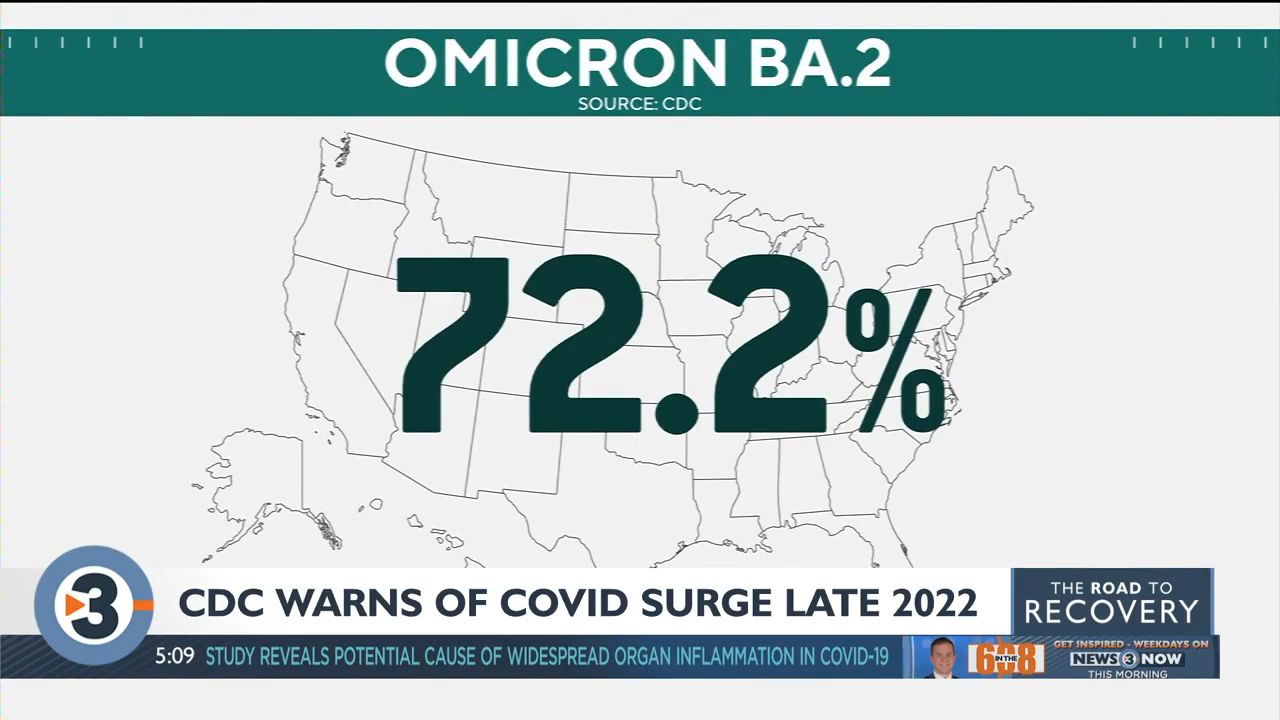 OMICRON BA.2
SOURCE: CDC
72.2%
3
CDC WARNS OF COVID SURGE LATE 2022
THE ROAD TO
RECOVERY
5:09 STUDY REVEALS POTENTIAL CAUSE OF WIDESPREAD ORGAN INFLAMMATION IN COVID-19
IN THE
608
GET INSPIRED - WEEKDAYS ON
NEWS 3 NOW
THIS MORNING